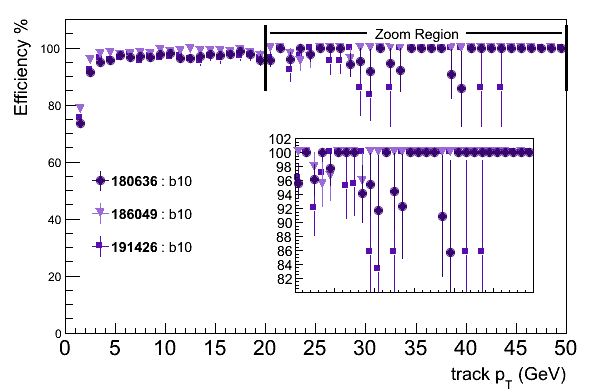 Efficiency %
Zoom Region
100
80
60
40
20
0
102
100
98
96
94
92
90
88
86
84
82
180636 : b10
186049 : b10
191426 : b10
0 5 10 15 20 25 30 35 40 45 50
track pT (GeV)